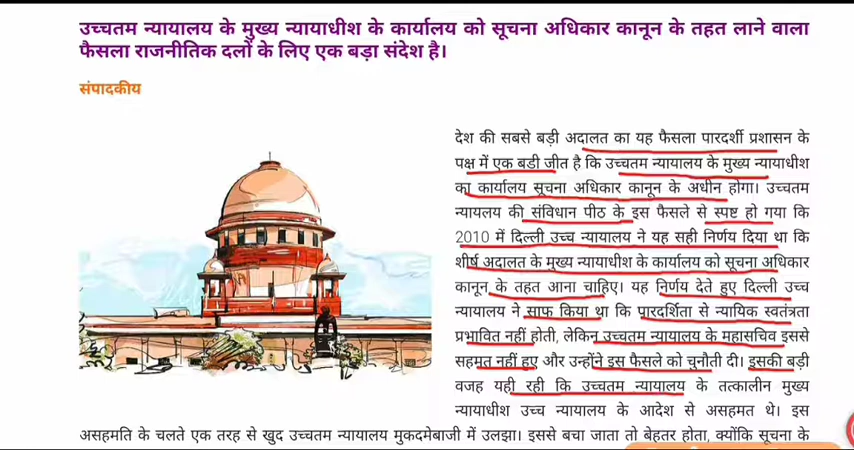 उच्चतम न्यायालय के मुख्य न्यायाधीश के कार्यालय को सूचना अधिकार कानून के तहत लाने वाला
फैसला राजनीतिक दलों के लिए एक बड़ा संदेश है।
संपादकीय
देश की सबसे बड़ी अदालत का यह फैसला पारदर्शी प्रशासन के
पक्ष में एक बड़ी जीत है कि उच्चतम न्यायालय के मुख्य न्यायाधीश
का कार्यालय सूचना अधिकार कानून के अधीन होगा। उच्चतम
न्यायलय की संविधान पीठ के इस फैसले से स्पष्ट हो गया कि
2010 में दिल्ली उच्च न्यायालय ने यह सही निर्णय दिया था कि
शीर्ष अदालत के मुख्य न्यायाधीश के कार्यालय को सूचना अधिकार
कानून के तहत आना चाहिए। यह निर्णय देते हुए दिल्ली उच्च
न्यायालय ने साफ किया था कि पारदर्शिता से न्यायिक स्वतंत्रता
प्रभावित नहीं होती, लेकिन उच्चतम न्यायालय के महासचिव इससे
सहमत नहीं हुए और उन्होंने इस फैसले को चुनौती दी। इसकी बड़ी
वजह यही रही कि उच्चतम न्यायालय के तत्कालीन मुख्य
न्यायाधीश उच्च न्यायालय के आदेश से असहमत थे। इस
असहमति के चलते एक तरह से खुद उच्चतम न्यायालय मुकदमेबाजी में उलझा। इससे बचा जाता तो बेहतर होता, क्योंकि सूचना के